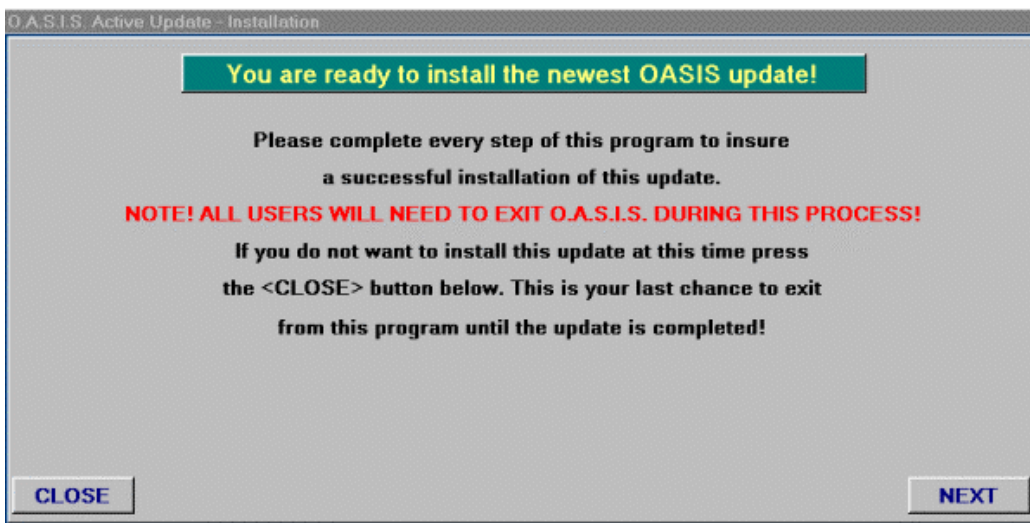 O.A.S.I.S. Active Update - Installation
You are ready to install the newest OASIS update!
Please complete every step of this program to insure
a successful installation of this update.
NOTE! ALL USERS WILL NEED TO EXIT O.A.S.I.S. DURING THIS PROCESS!
If you do not want to install this update at this time press
the <CLOSE> button below. This is your last chance to exit
from this program until the update is completed!
CLOSE
NEXT